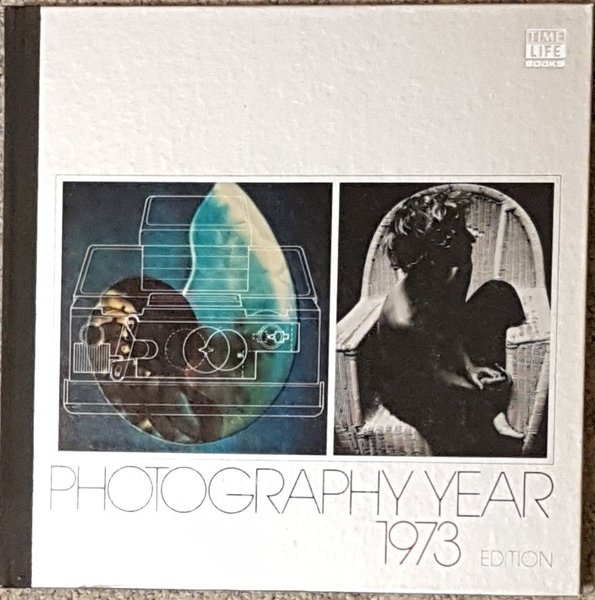 TIME
LIFE
BOOKS
PHOTOGRAPHY YEAR
1973 EDITION